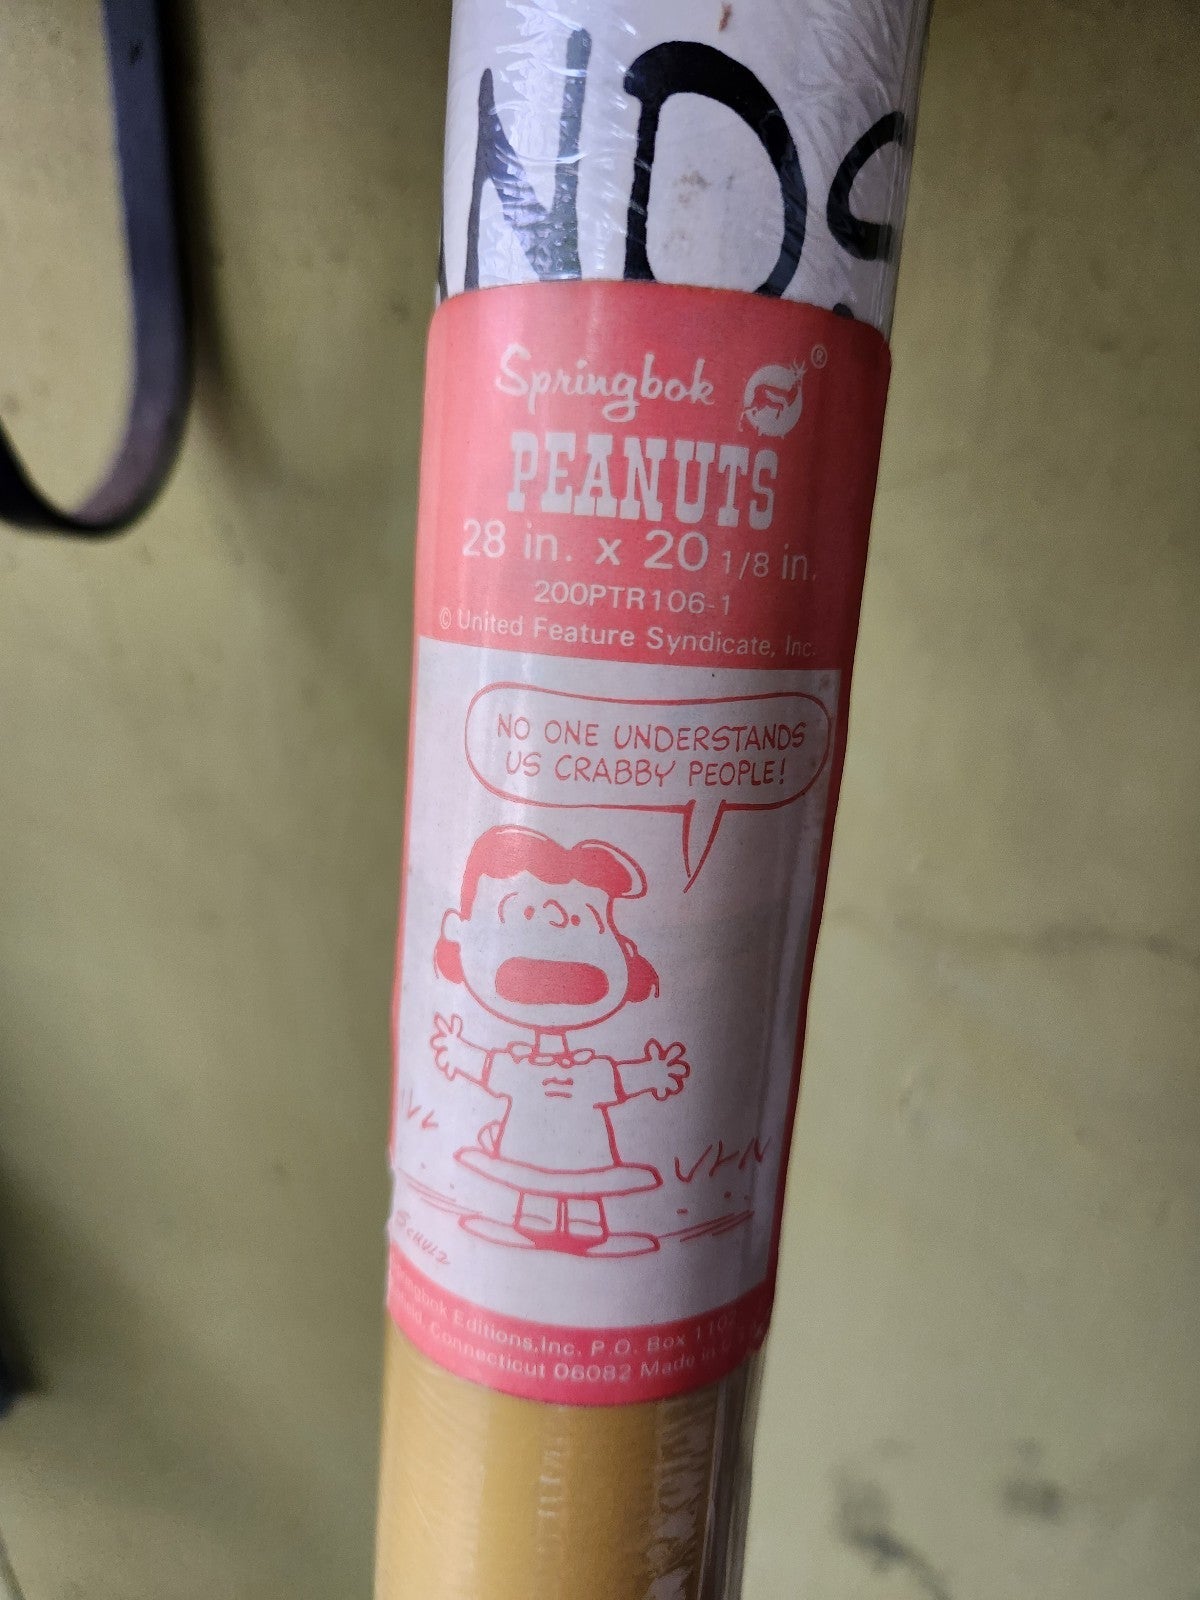 NDS
Springbok ®
PEANUTS
28 in. x 20 1/8 in.
200PTR106-1
© United Feature Syndicate, Inc.
NO ONE UNDERSTANDS
US CRABBY PEOPLE!
SCHULZ
Editions, Inc. P.O. Box
Connecticut 06082 Made in